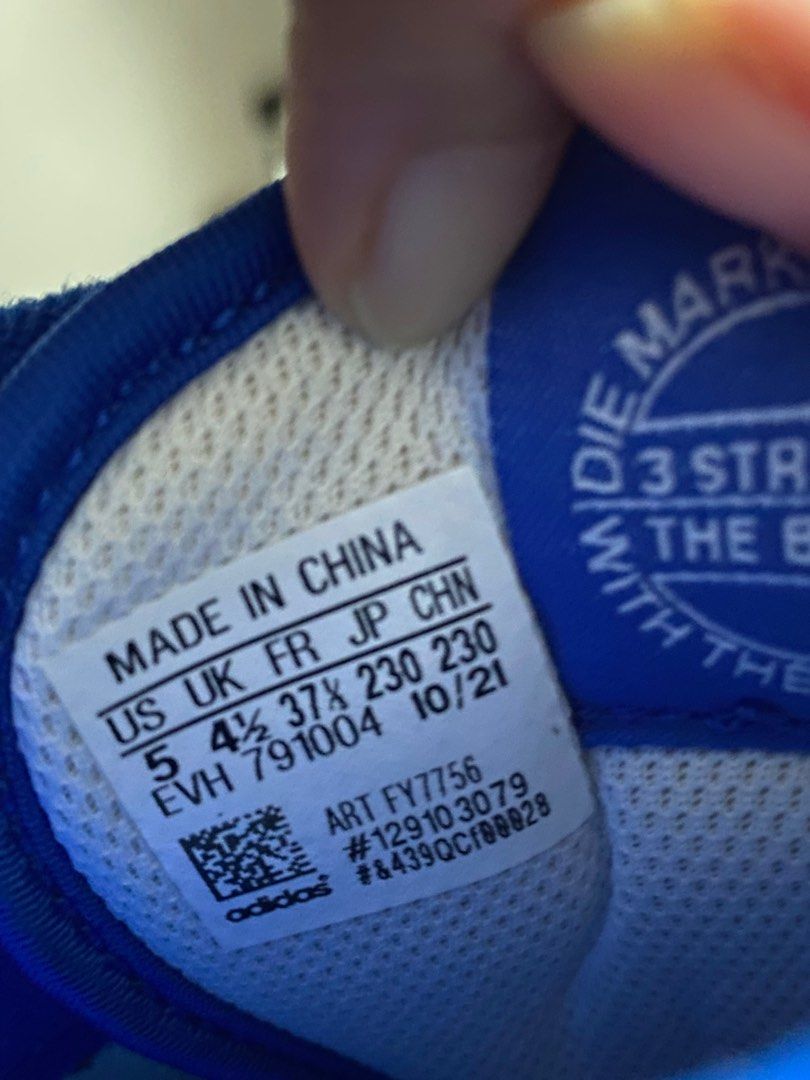 MADE IN CHINA
US UK FR JP CHN
5 4½ 37⅓ 230 230
EVH 791004 10/21
ART FY7756
#129103079
#&439QCf00028
adidas
DIE MARK
3 STR
THE
WITH THE